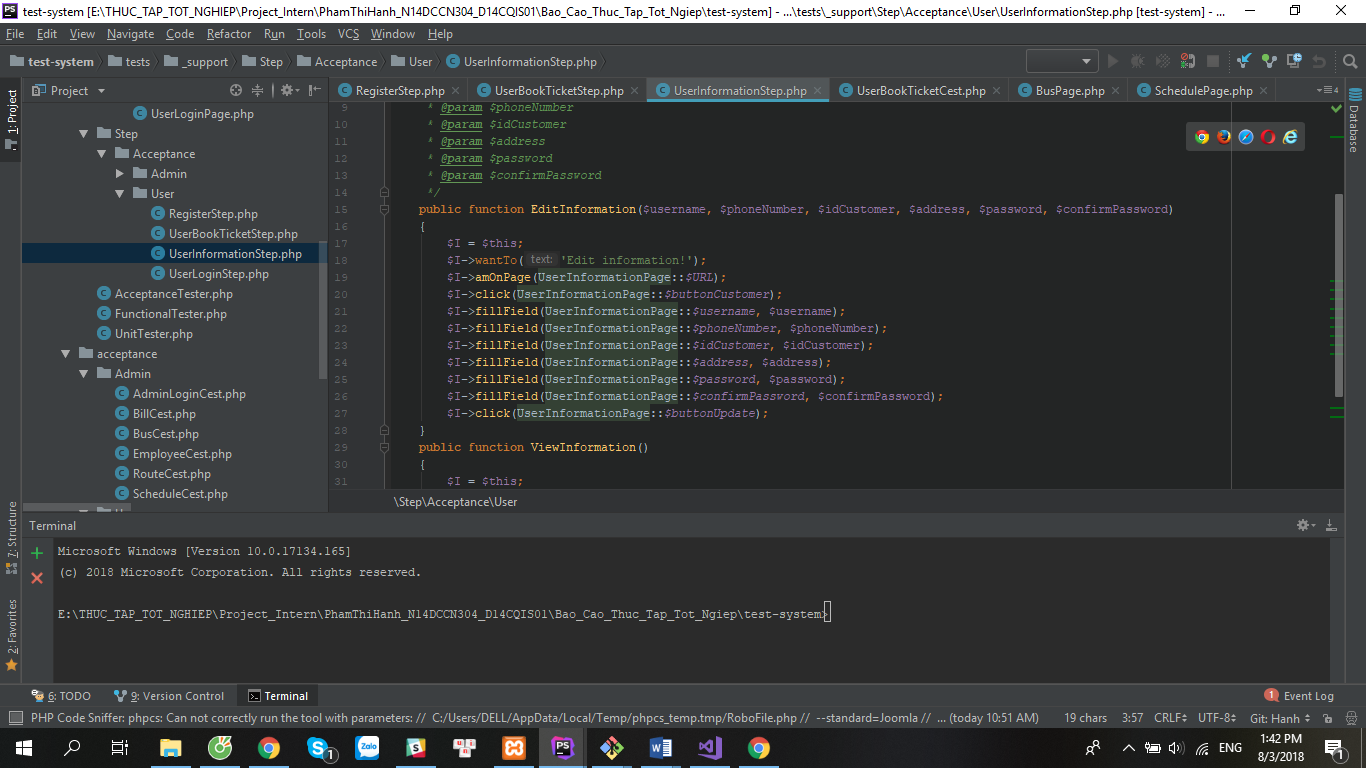 test-system [E:\THUC_TAP_TOT_NGHIEP\Project_Intern\PhamThiHanh_N14DCCN304_D14CQIS01\Bao_Cao_Thuc_Tap_Tot_Ngiep\test-system] - ...\tests\_support\Step\Acceptance\User\UserInformationStep.php [test-system] - ...
File Edit View Navigate Code Refactor Run Tools VCS Window Help
test-system tests _support Step Acceptance User UserInformationStep.php
Project
RegisterStep.php UserBookTicketStep.php UserInformationStep.php UserBookTicketCest.php BusPage.php SchedulePage.php 4
1: Project
7: Structure
2: Favorites
Database
UserLoginPage.php
Step
Acceptance
Admin
User
RegisterStep.php
UserBookTicketStep.php
UserInformationStep.php
UserLoginStep.php
AcceptanceTester.php
FunctionalTester.php
UnitTester.php
acceptance
Admin
AdminLoginCest.php
BillCest.php
BusCest.php
EmployeeCest.php
RouteCest.php
ScheduleCest.php
9 * @param $phoneNumber
10 * @param $idCustomer
11 * @param $address
12 * @param $password
13 * @param $confirmPassword
14 */
15 public function EditInformation($username, $phoneNumber, $idCustomer, $address, $password, $confirmPassword)
16 {
17 $I = $this;
18 $I->wantTo( text: 'Edit information!');
19 $I->amOnPage(UserInformationPage::$URL);
20 $I->click(UserInformationPage::$buttonCustomer);
21 $I->fillField(UserInformationPage::$username, $username);
22 $I->fillField(UserInformationPage::$phoneNumber, $phoneNumber);
23 $I->fillField(UserInformationPage::$idCustomer, $idCustomer);
24 $I->fillField(UserInformationPage::$address, $address);
25 $I->fillField(UserInformationPage::$password, $password);
26 $I->fillField(UserInformationPage::$confirmPassword, $confirmPassword);
27 $I->click(UserInformationPage::$buttonUpdate);
28 }
29 public function ViewInformation()
30 {
31 $I = $this;
\Step\Acceptance\User
Terminal
Microsoft Windows [Version 10.0.17134.165]
(c) 2018 Microsoft Corporation. All rights reserved.
E:\THUC_TAP_TOT_NGHIEP\Project_Intern\PhamThiHanh_N14DCCN304_D14CQIS01\Bao_Cao_Thuc_Tap_Tot_Ngiep\test-system>
6: TODO 9: Version Control Terminal 1 Event Log
PHP Code Sniffer: phpcs: Can not correctly run the tool with parameters: // C:/Users/DELL/AppData/Local/Temp/phpcs_temp.tmp/RoboFile.php // --standard=Joomla // ... (today 10:51 AM) 19 chars 3:57 CRLF UTF-8 Git: Hanh
1 Zalo PS ENG 1:42 PM
8/3/2018 1